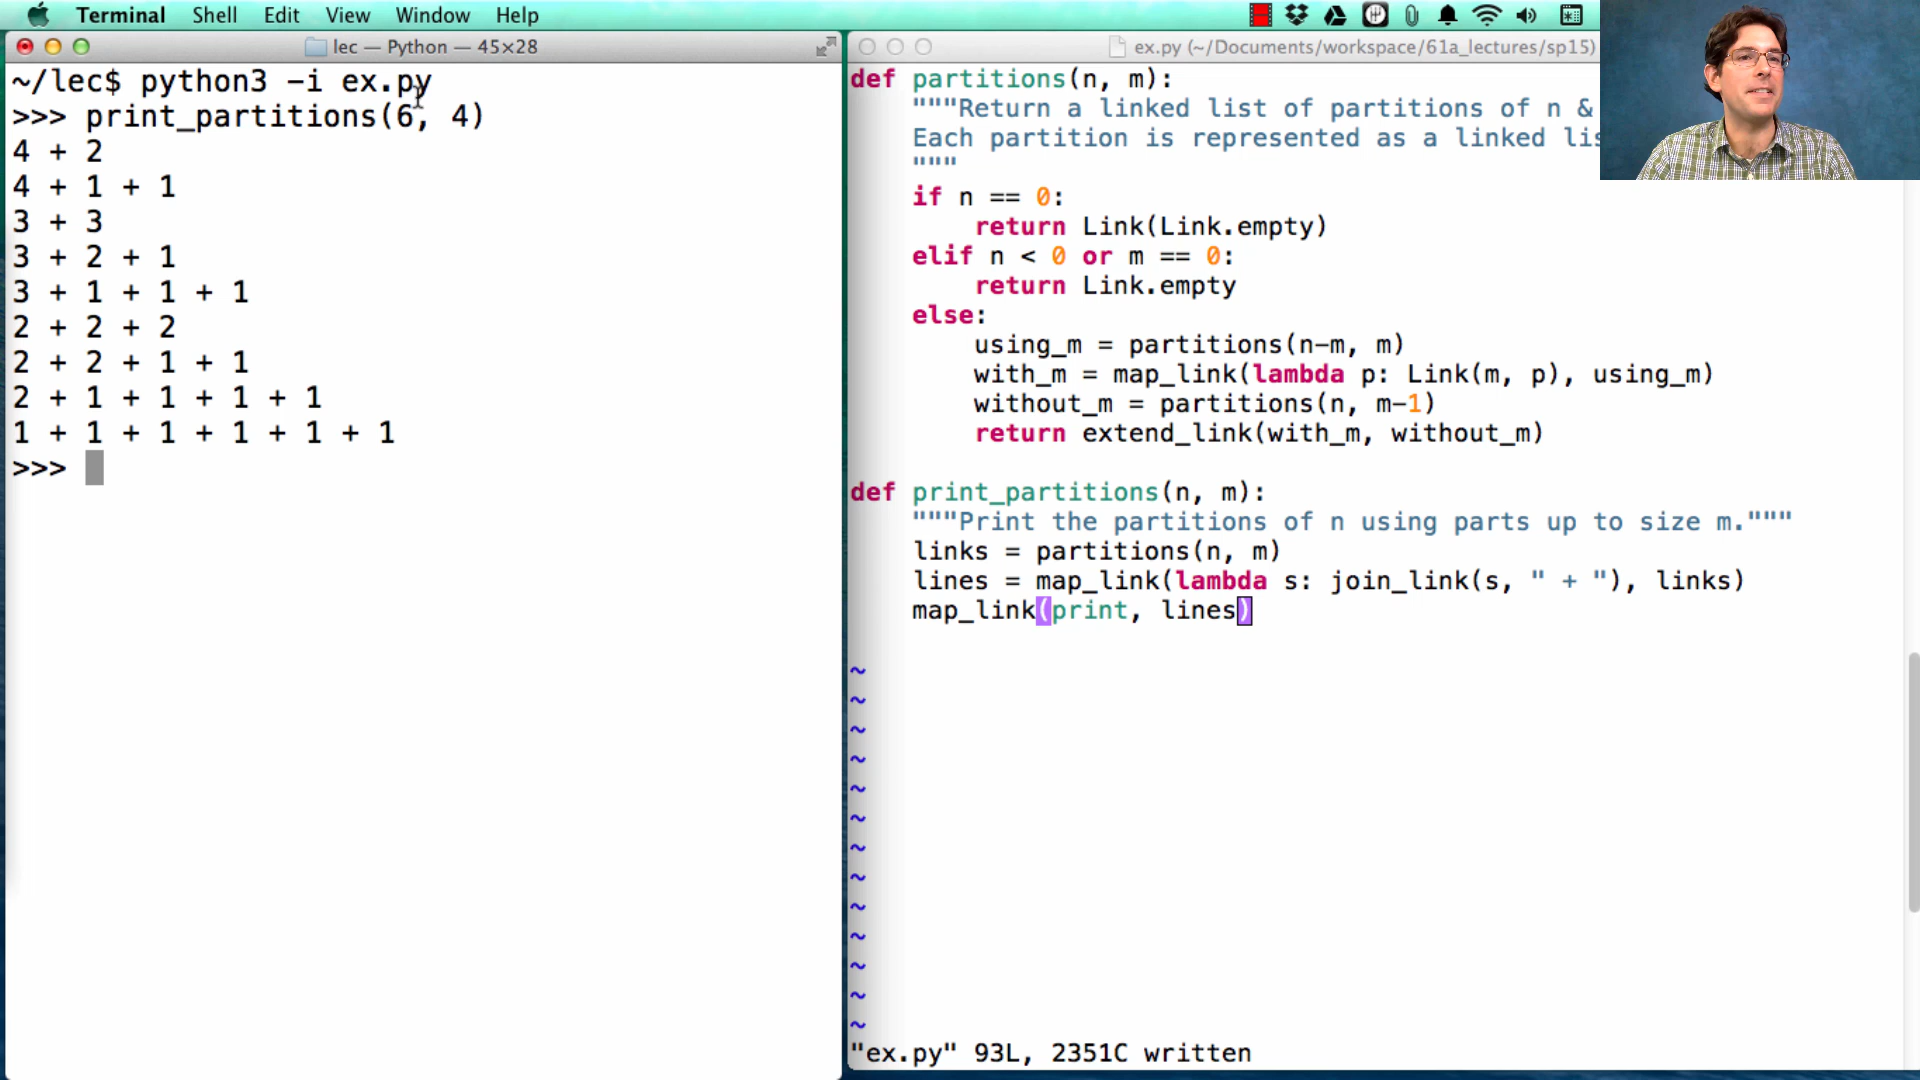 Terminal Shell Edit View Window Help
lec — Python — 45×28
~/lec$ python3 -i ex.py
>>> print_partitions(6, 4)
4 + 2
4 + 1 + 1
3 + 3
3 + 2 + 1
3 + 1 + 1 + 1
2 + 2 + 2
2 + 2 + 1 + 1
2 + 1 + 1 + 1 + 1
1 + 1 + 1 + 1 + 1 + 1
>>>
ex.py (~/Documents/workspace/61a_lectures/sp15)
def partitions(n, m):
"""Return a linked list of partitions of n &
Each partition is represented as a linked lis
"""
if n == 0:
return Link(Link.empty)
elif n < 0 or m == 0:
return Link.empty
else:
using_m = partitions(n-m, m)
with_m = map_link(lambda p: Link(m, p), using_m)
without_m = partitions(n, m-1)
return extend_link(with_m, without_m)
def print_partitions(n, m):
"""Print the partitions of n using parts up to size m."""
links = partitions(n, m)
lines = map_link(lambda s: join_link(s, " + "), links)
map_link(print, lines)
~
~
~
~
~
~
~
~
~
~
~
~
~
"ex.py" 93L, 2351C written